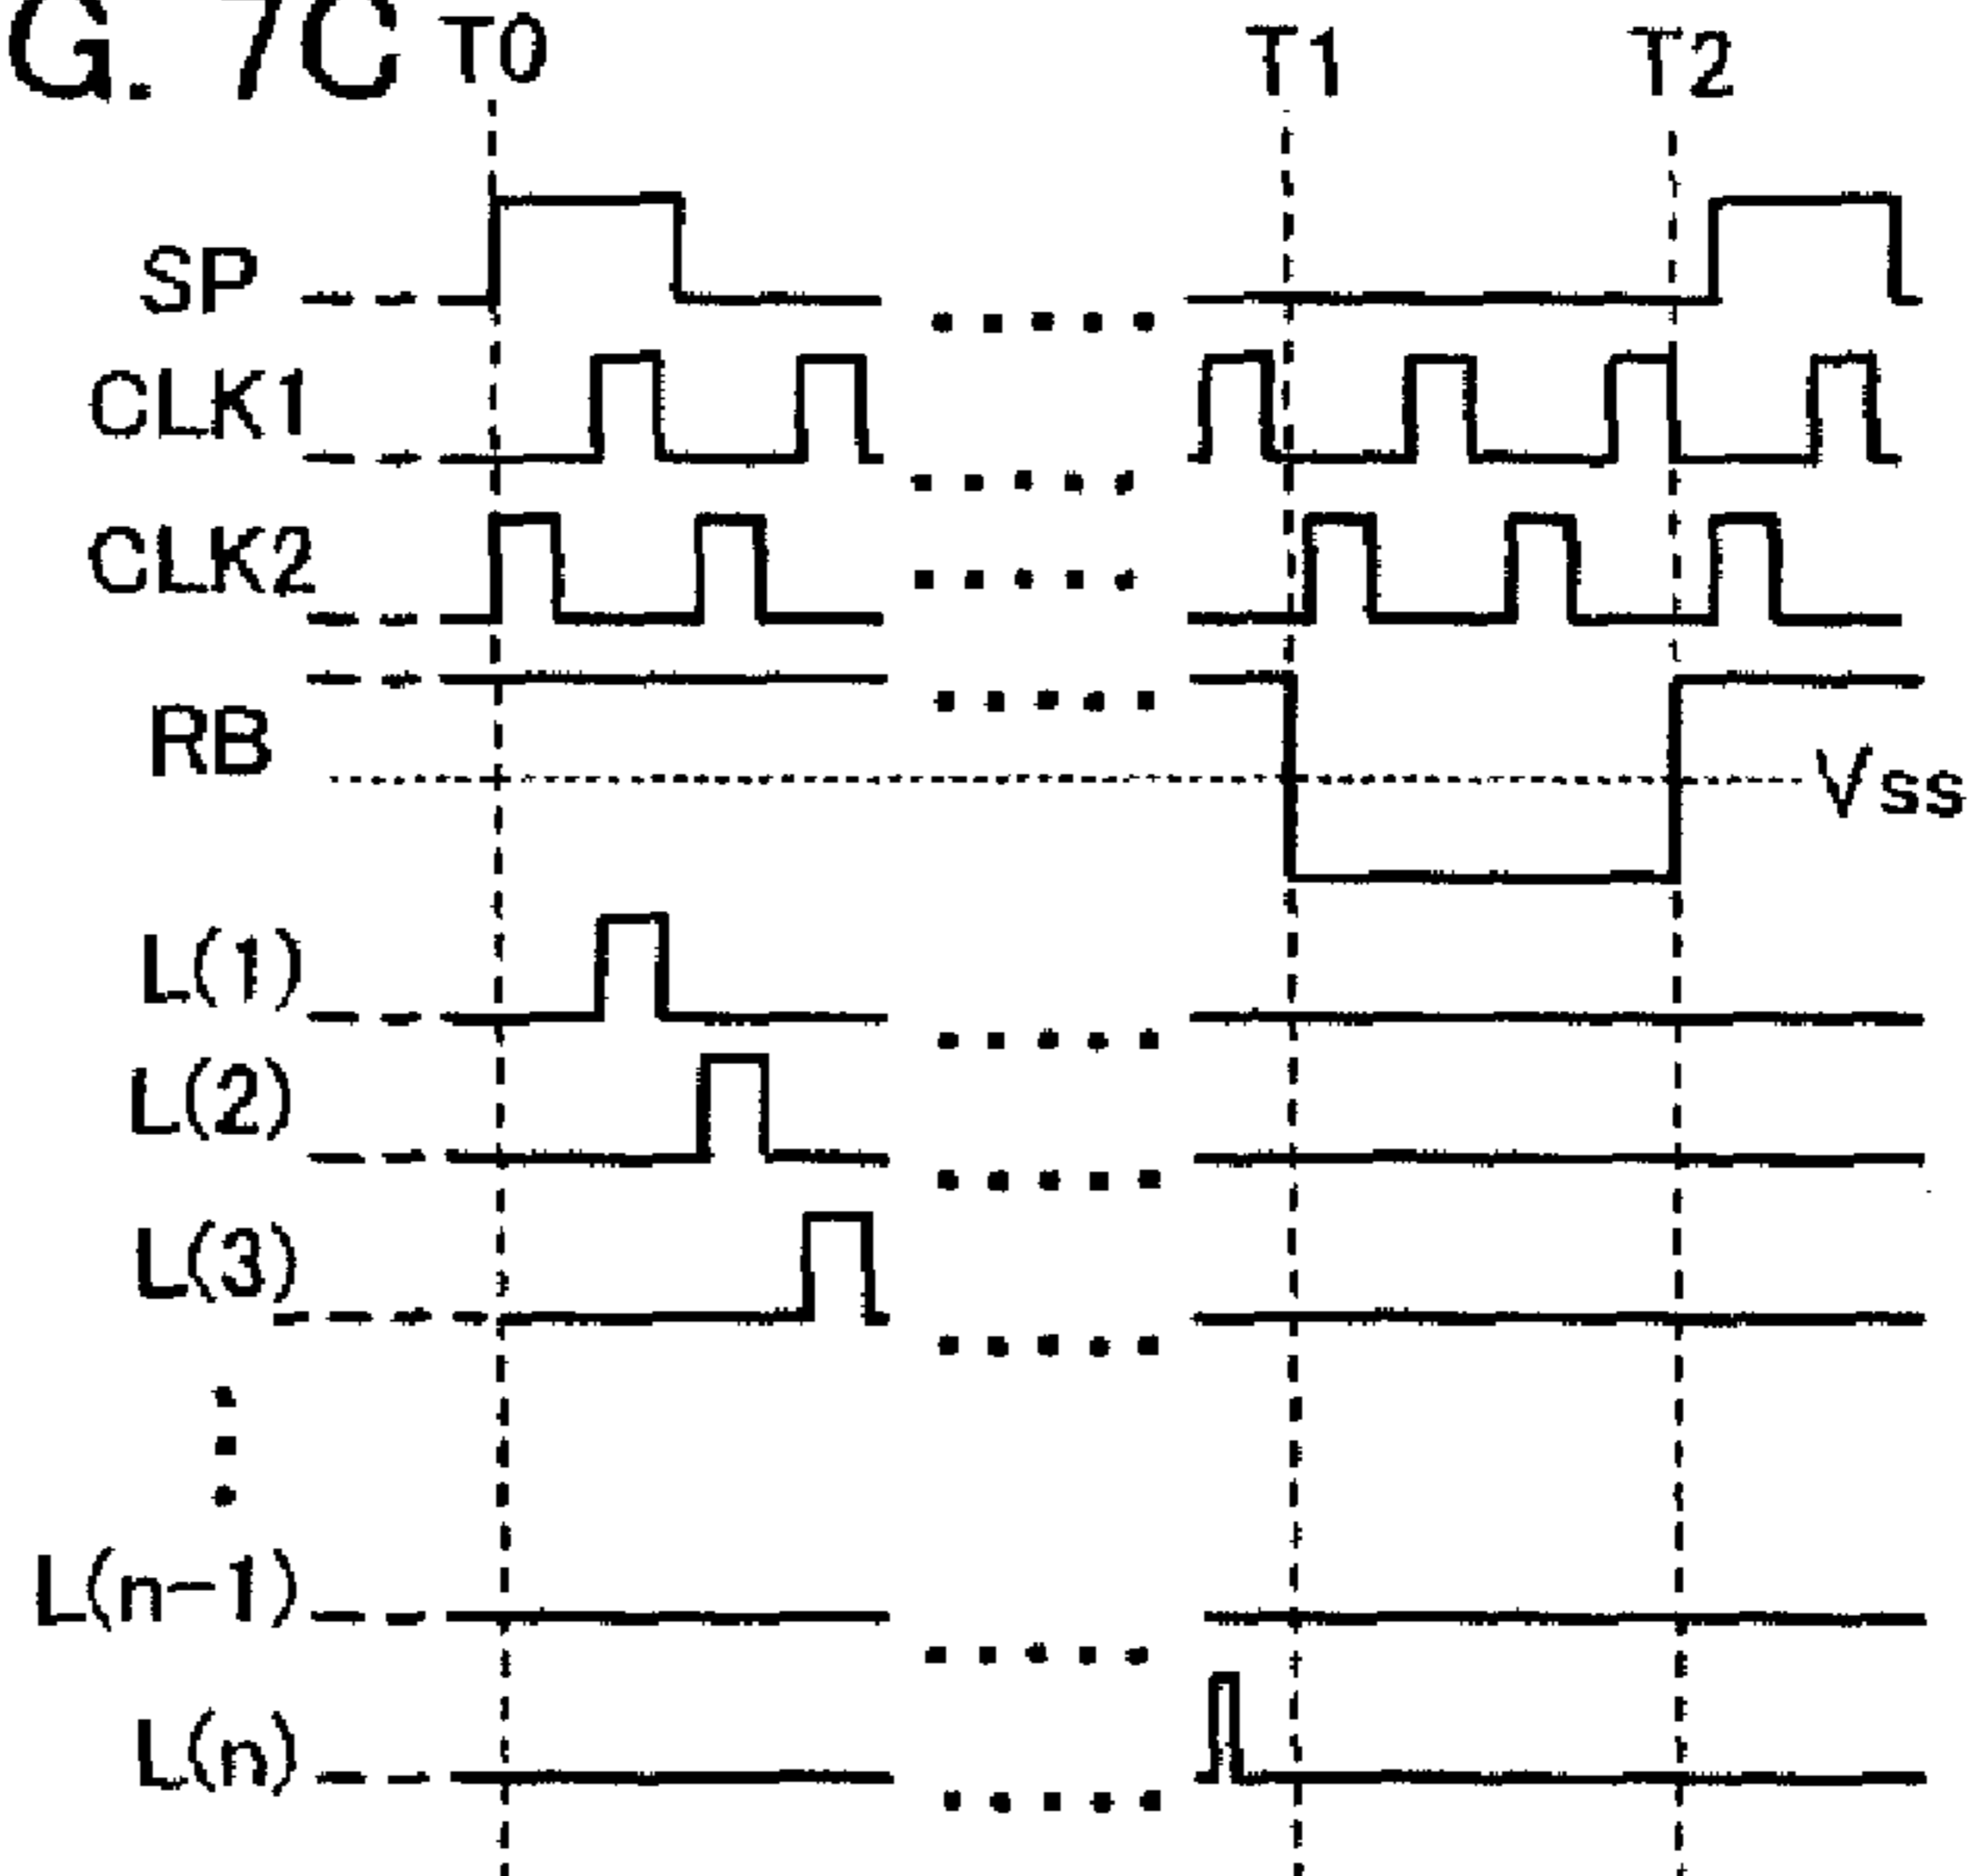 G. 7C
T0 T1 T2
SP
CLK1
CLK2
RB
Vss
L(1)
L(2)
L(3)
L(n-1)
L(n)